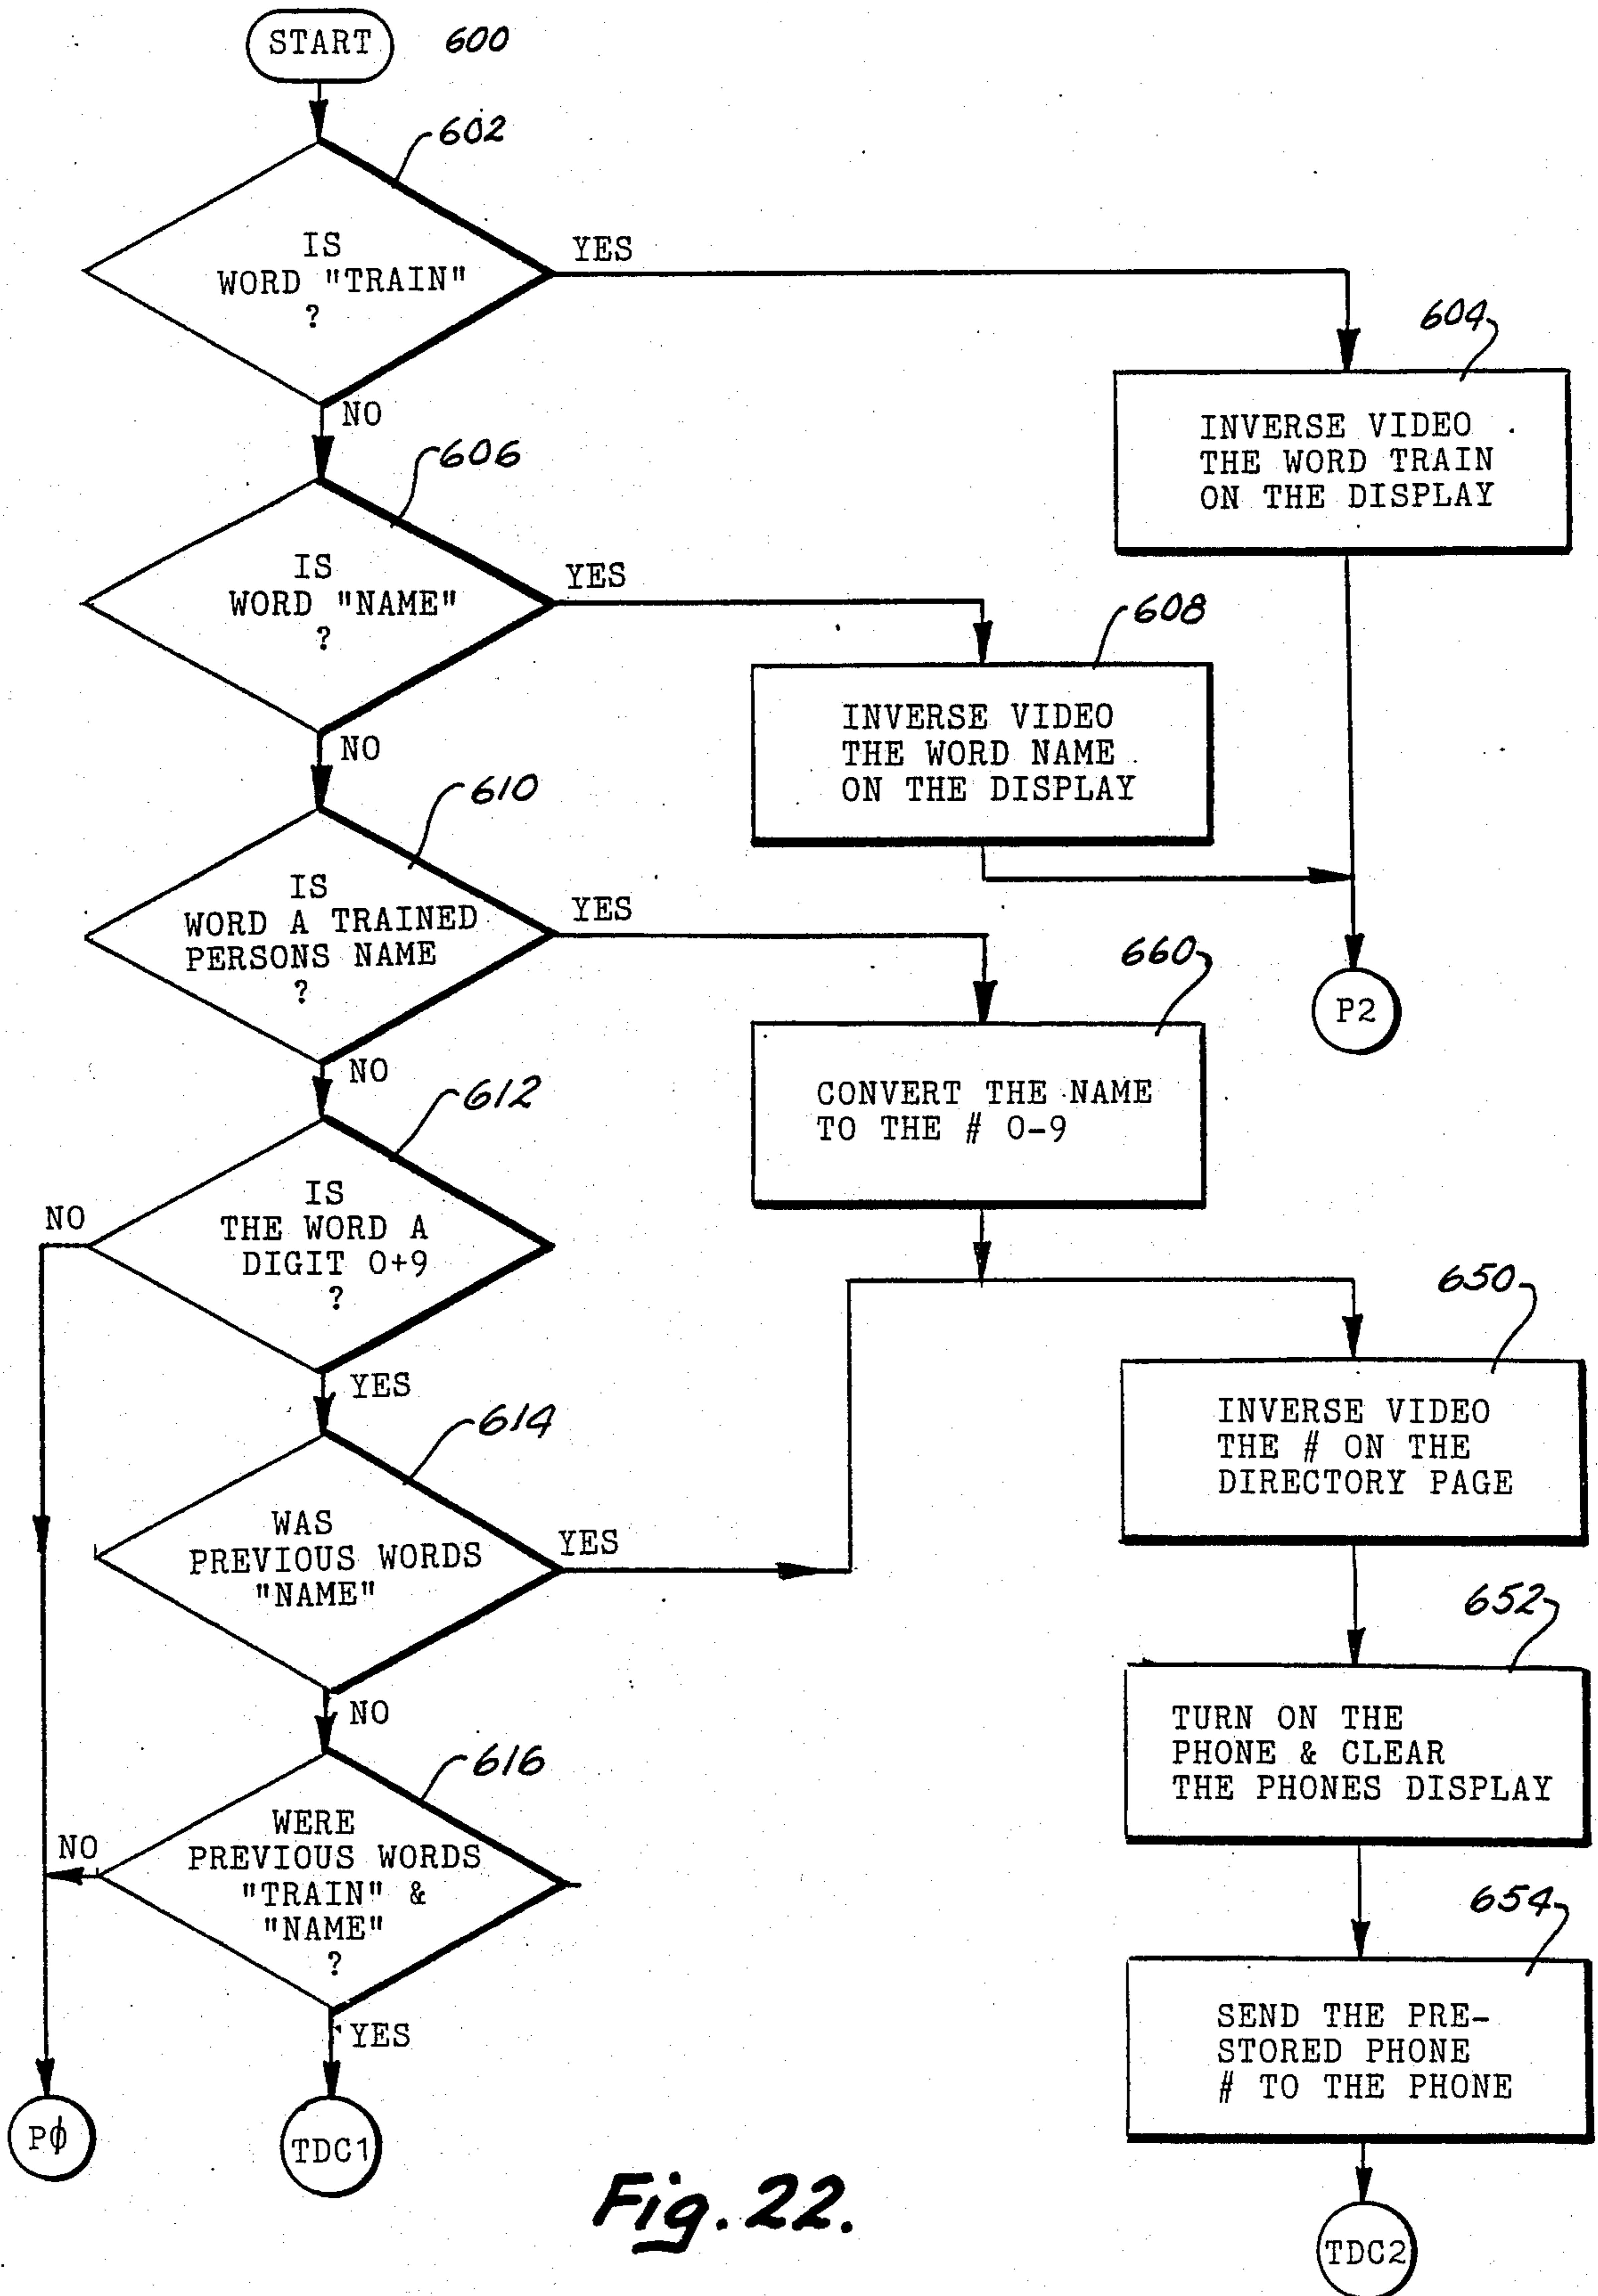 START 600
602
IS
WORD "TRAIN"
?
YES
NO
604
INVERSE VIDEO
THE WORD TRAIN
ON THE DISPLAY
606
IS
WORD "NAME"
?
YES
NO
608
INVERSE VIDEO
THE WORD NAME
ON THE DISPLAY
610
IS
WORD A TRAINED
PERSONS NAME
?
YES
NO
660
CONVERT THE NAME
TO THE # 0-9
P2
612
IS
THE WORD A
DIGIT 0+9
?
NO
YES
650
INVERSE VIDEO
THE # ON THE
DIRECTORY PAGE
614
WAS
PREVIOUS WORDS
"NAME"
YES
NO
652
TURN ON THE
PHONE & CLEAR
THE PHONES DISPLAY
616
WERE
PREVIOUS WORDS
"TRAIN" &
"NAME"
?
NO
YES
654
SEND THE PRE-
STORED PHONE
# TO THE PHONE
Pϕ
TDC1
TDC2
Fig. 22.